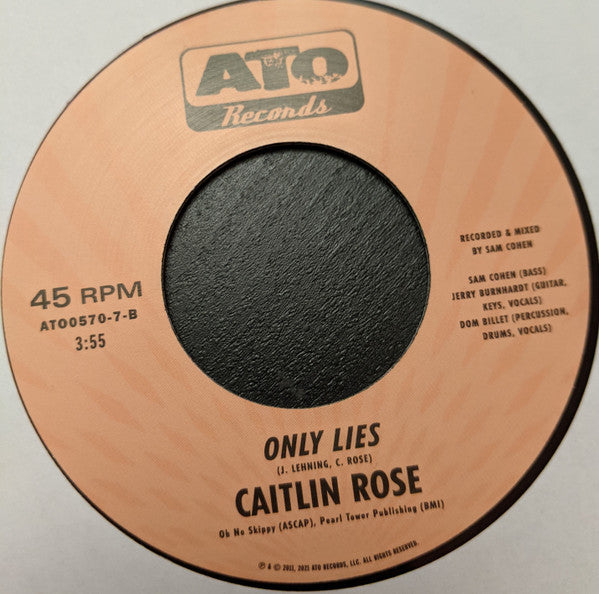 ATO
Records
45 RPM
ATO0570-7-B
3:55
RECORDED & MIXED
BY SAM COHEN
SAM COHEN (BASS)
JERRY BURNHARDT (GUITAR,
KEYS, VOCALS)
DOM BILLET (PERCUSSION,
DRUMS, VOCALS)
ONLY LIES
(J. LEHNING, C. ROSE)
CAITLIN ROSE
Oh No Skippy (ASCAP), Pearl Tower Publishing (BMI)
℗ & © 2021, 2021 ATO RECORDS, LLC. ALL RIGHTS RESERVED.